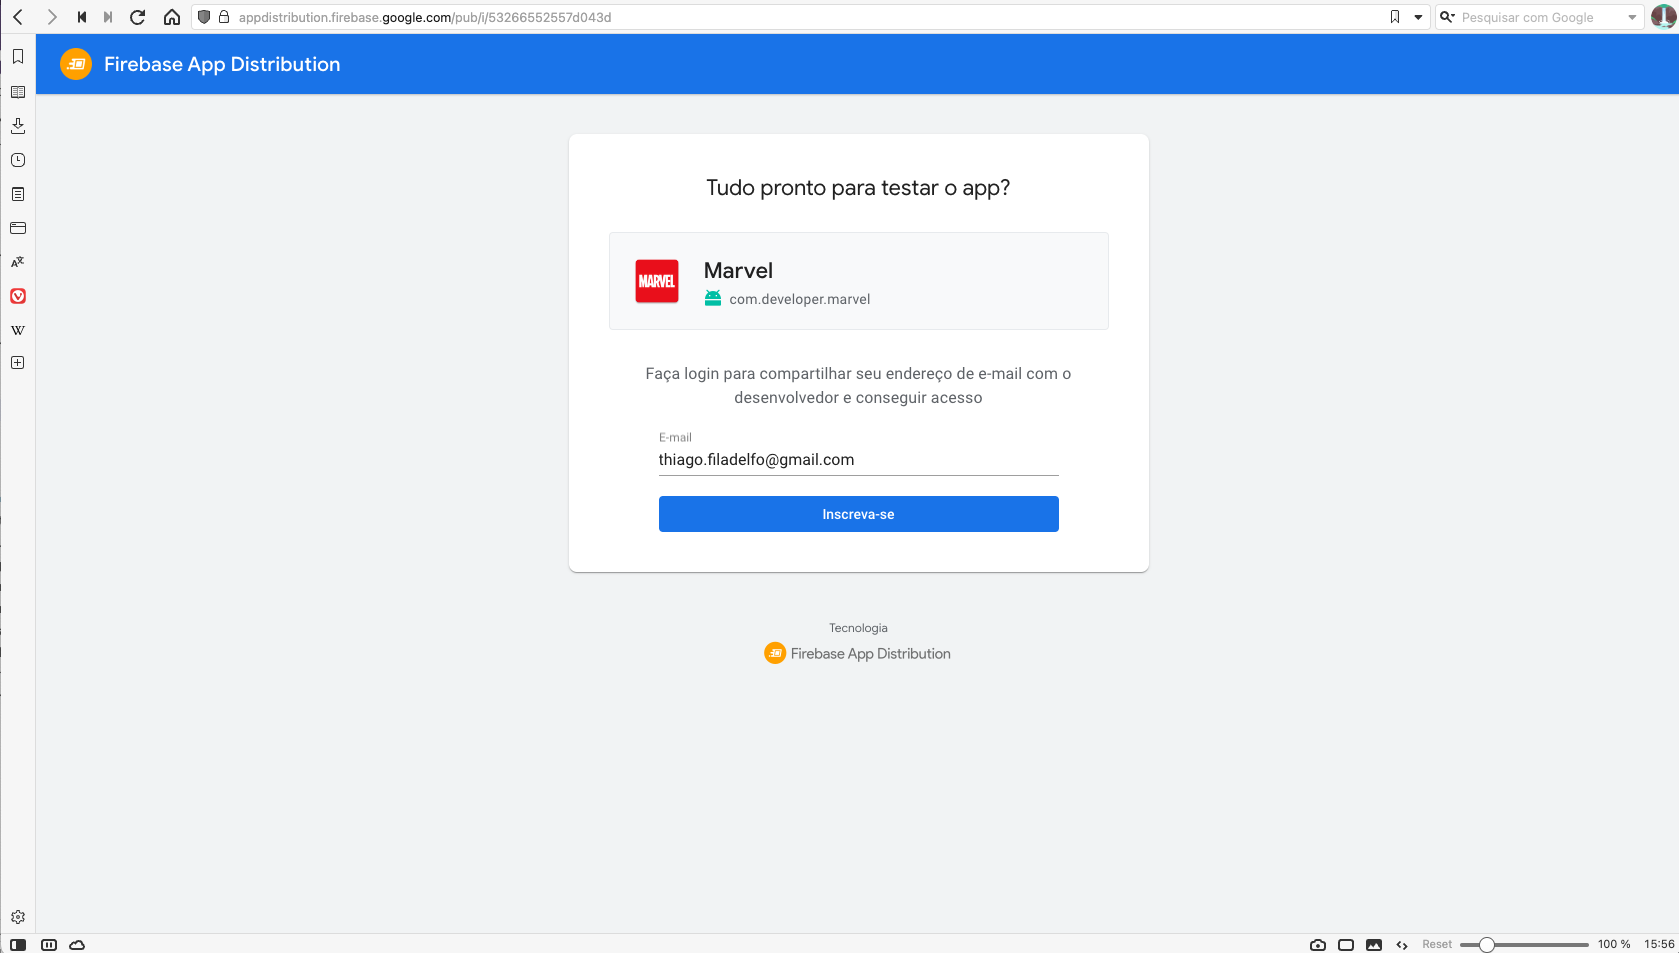 appdistribution.firebase.google.com/pub/i/53266552557d043d
Pesquisar com Google
Firebase App Distribution
Tudo pronto para testar o app?
MARVEL
Marvel
com.developer.marvel
Faça login para compartilhar seu endereço de e-mail com o
desenvolvedor e conseguir acesso
E-mail
thiago.filadelfo@gmail.com
Inscreva-se
Tecnologia
Firebase App Distribution
W
Reset
100 %
15:56